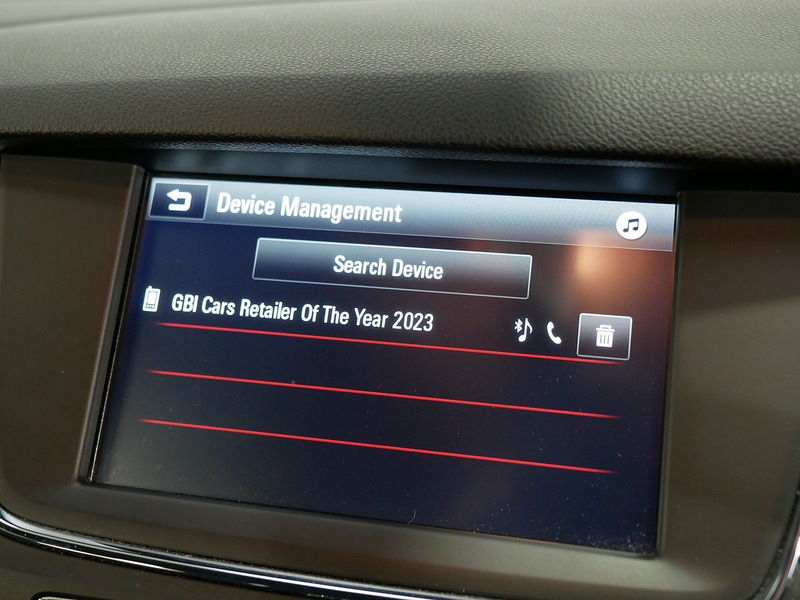 Device Management
Search Device
GBI Cars Retailer Of The Year 2023